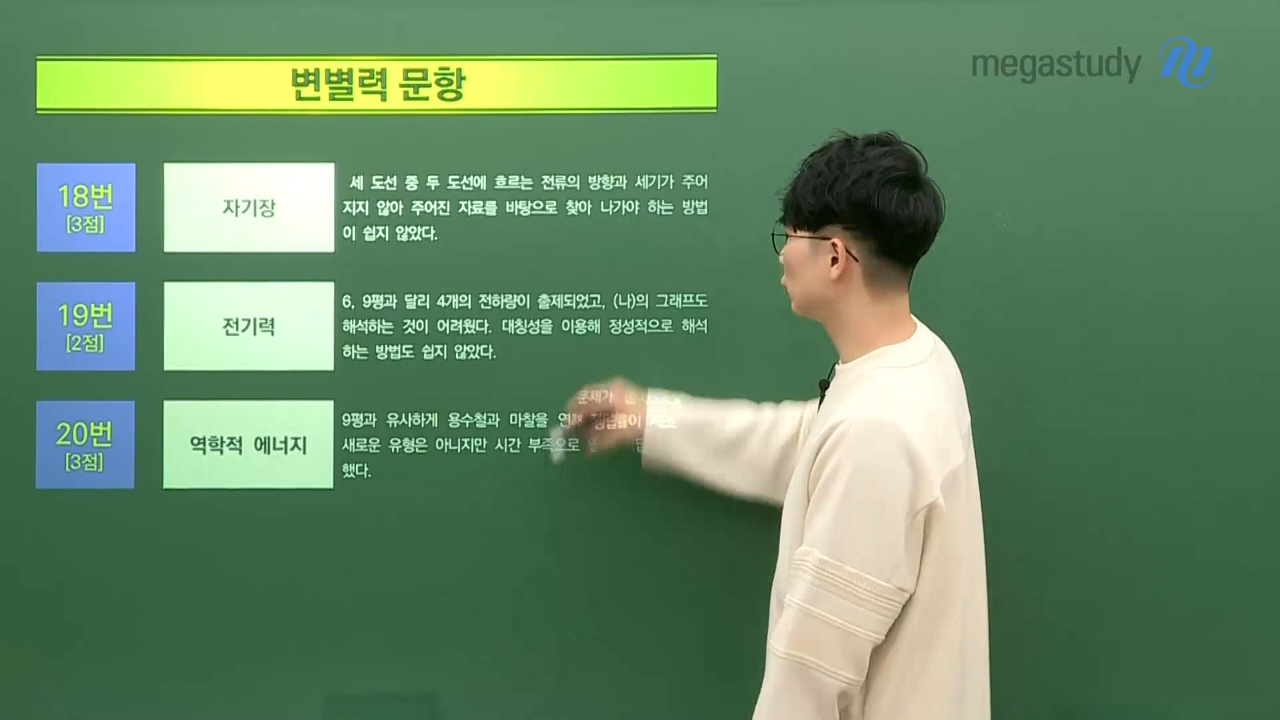 megastudy
변별력 문항
18번
[3점]
자기장
세 도선 중 두 도선에 흐르는 전류의 방향과 세기가 주어
지지 않아 주어진 자료를 바탕으로 찾아 나가야 하는 방법
이 쉽지 않았다.
19번
[2점]
전기력
6, 9평과 달리 4개의 전하량이 출제되었고, (나)의 그래프도
해석하는 것이 어려웠다. 대칭성을 이용해 정성적으로 해석
하는 방법도 쉽지 않았다.
20번
[3점]
역학적 에너지
문제가
9평과 유사하게 용수철과 마찰을
새로운 유형은 아니지만 시간 부족으로
했다.